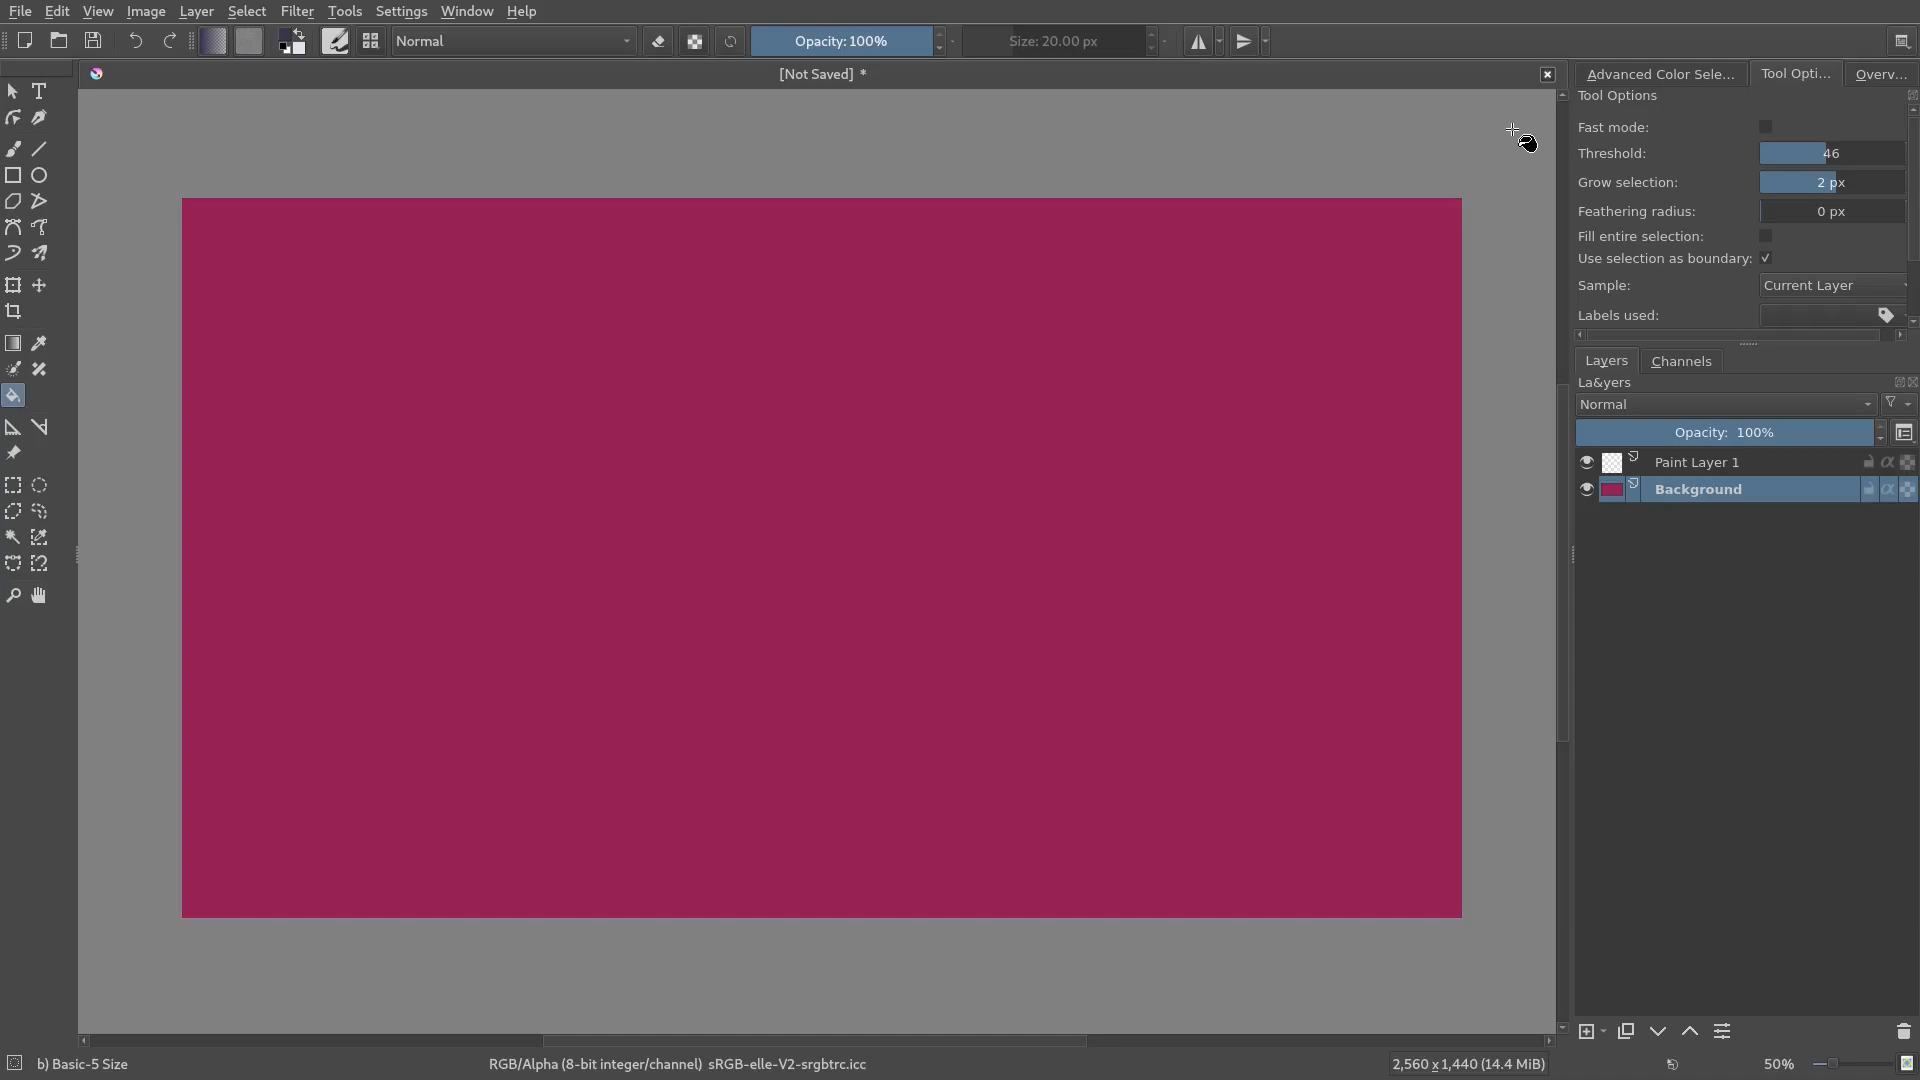 File Edit View Image Layer Select Filter Tools Settings Window Help
Normal Opacity: 100% Size: 20.00 px
[Not Saved] *
Advanced Color Sele... Tool Opti... Overv...
Tool Options
Fast mode:
Threshold: 46
Grow selection: 2 px
Feathering radius: 0 px
Fill entire selection:
Use selection as boundary:
Sample: Current Layer
Labels used:
Layers Channels
La&yers
Normal
Opacity: 100%
Paint Layer 1
Background
b) Basic-5 Size RGB/Alpha (8-bit integer/channel) sRGB-elle-V2-srgbtrc.icc 2,560 x 1,440 (14.4 MiB) 50%